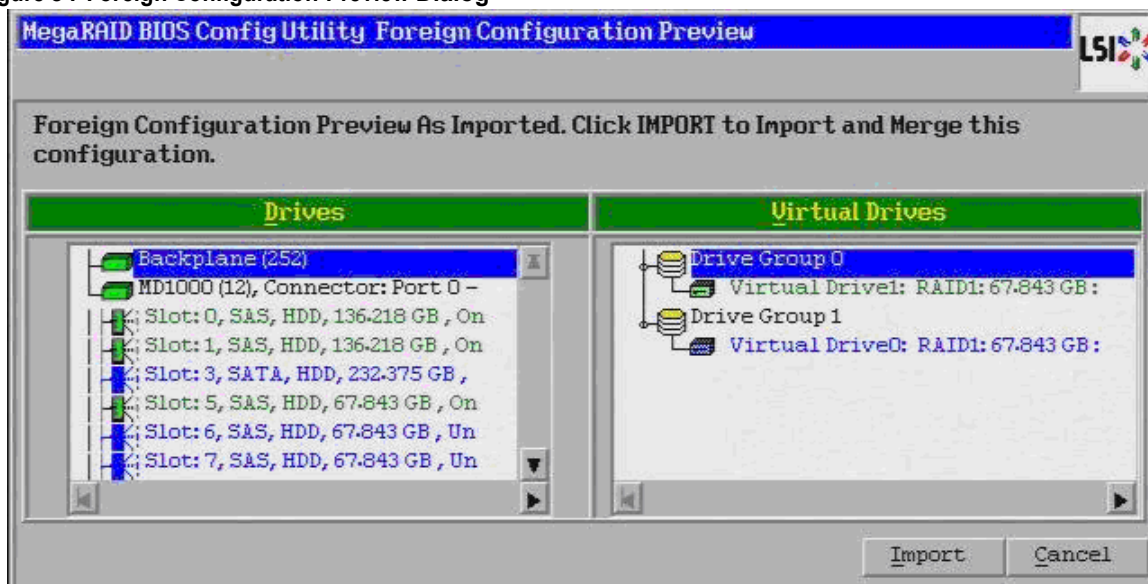 MegaRAID BIOS Config Utility Foreign Configuration Preview
LSI
Foreign Configuration Preview As Imported. Click IMPORT to Import and Merge this
configuration.
Drives
Backplane (252)
MD1000 (12), Connector: Port 0 -
Slot: 0, SAS, HDD, 136.218 GB , On
Slot: 1, SAS, HDD, 136.218 GB , On
Slot: 3, SATA, HDD, 232.375 GB ,
Slot: 5, SAS, HDD, 67.843 GB , On
Slot: 6, SAS, HDD, 67.843 GB , Un
Slot: 7, SAS, HDD, 67.843 GB , Un
Virtual Drives
Drive Group 0
Virtual Drive1: RAID1: 67.843 GB :
Drive Group 1
Virtual Drive0: RAID1: 67.843 GB :
Import
Cancel